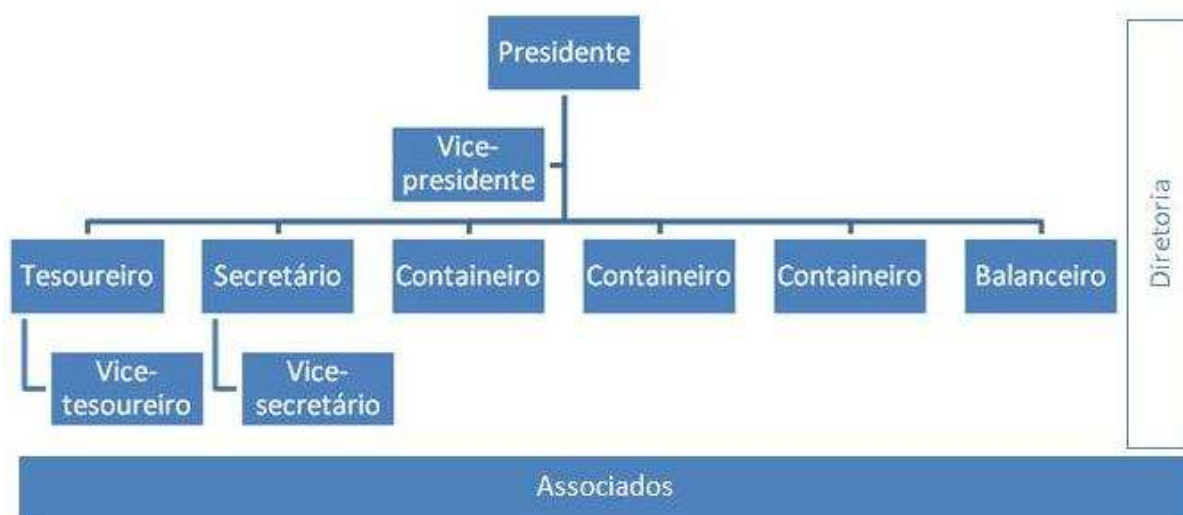 Presidente
Vice-
presidente
Tesoureiro
Secretário
Containeiro
Containeiro
Containeiro
Balanceiro
Vice-
tesoureiro
Vice-
secretário
Diretoria
Associados